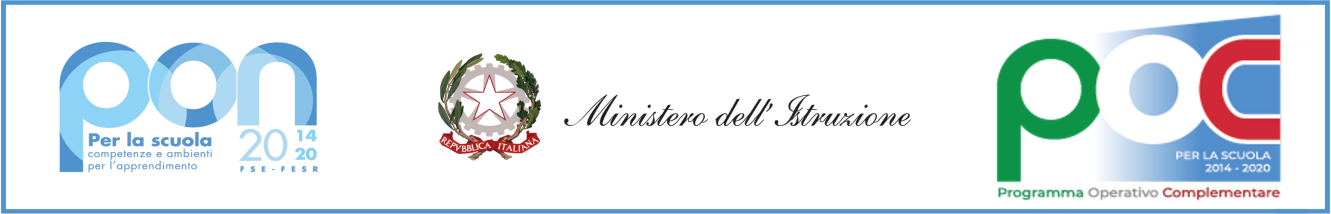 pon
Per la scuola
competenze e ambienti
per l'apprendimento
20 14
20
FSE-FESR
REPVBBLICA ITALIANA
Ministero dell'Istruzione
POC
PER LA SCUOLA
2014 - 2020
Programma Operativo Complementare